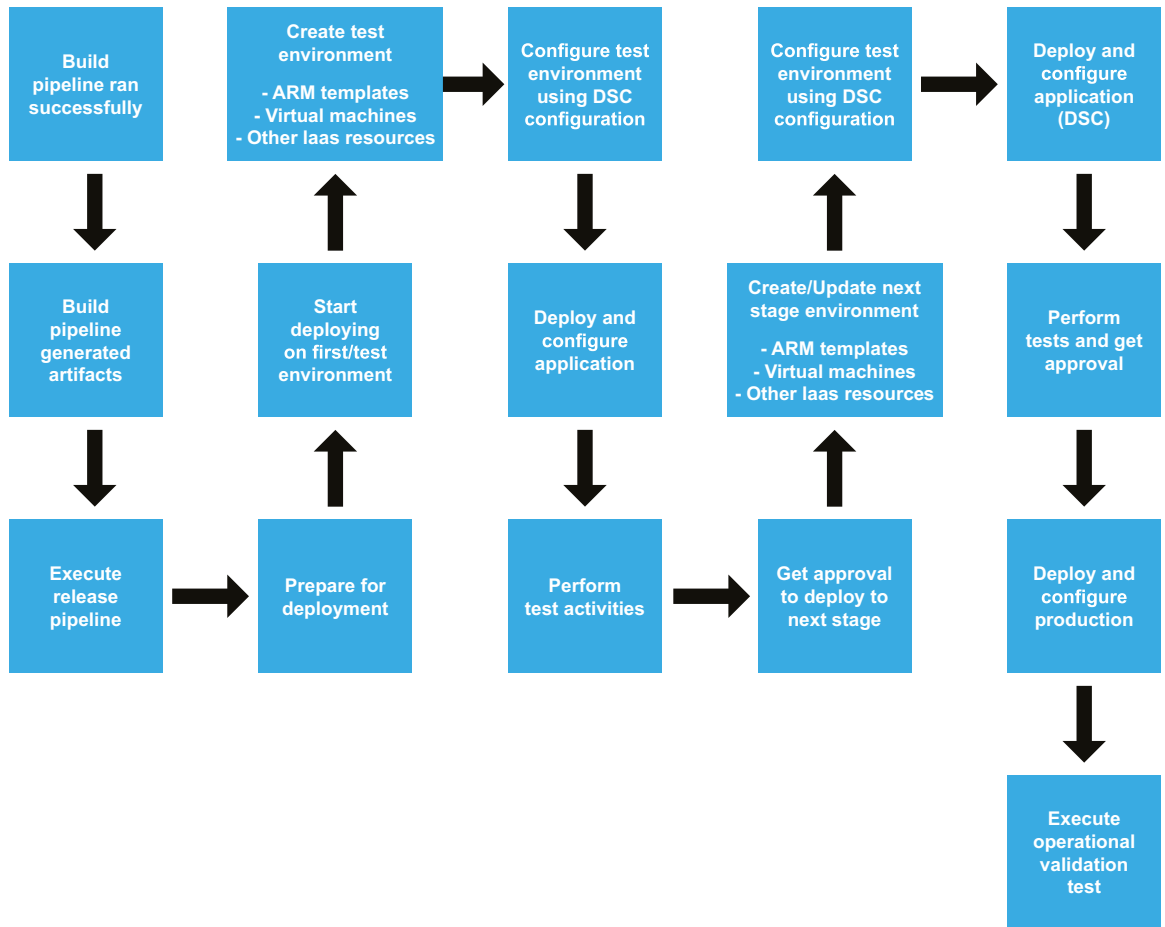 Build
pipeline ran
successfully
Build
pipeline
generated
artifacts
Execute
release
pipeline
Prepare for
deployment
Start
deploying
on first/test
environment
Create test
environment
- ARM templates
- Virtual machines
- Other Iaas resources
Configure test
environment
using DSC
configuration
Deploy and
configure
application
Perform
test activities
Get approval
to deploy to
next stage
Create/Update next
stage environment
- ARM templates
- Virtual machines
- Other Iaas resources
Configure test
environment
using DSC
configuration
Deploy and
configure
application
(DSC)
Perform
tests and get
approval
Deploy and
configure
production
Execute
operational
validation
test